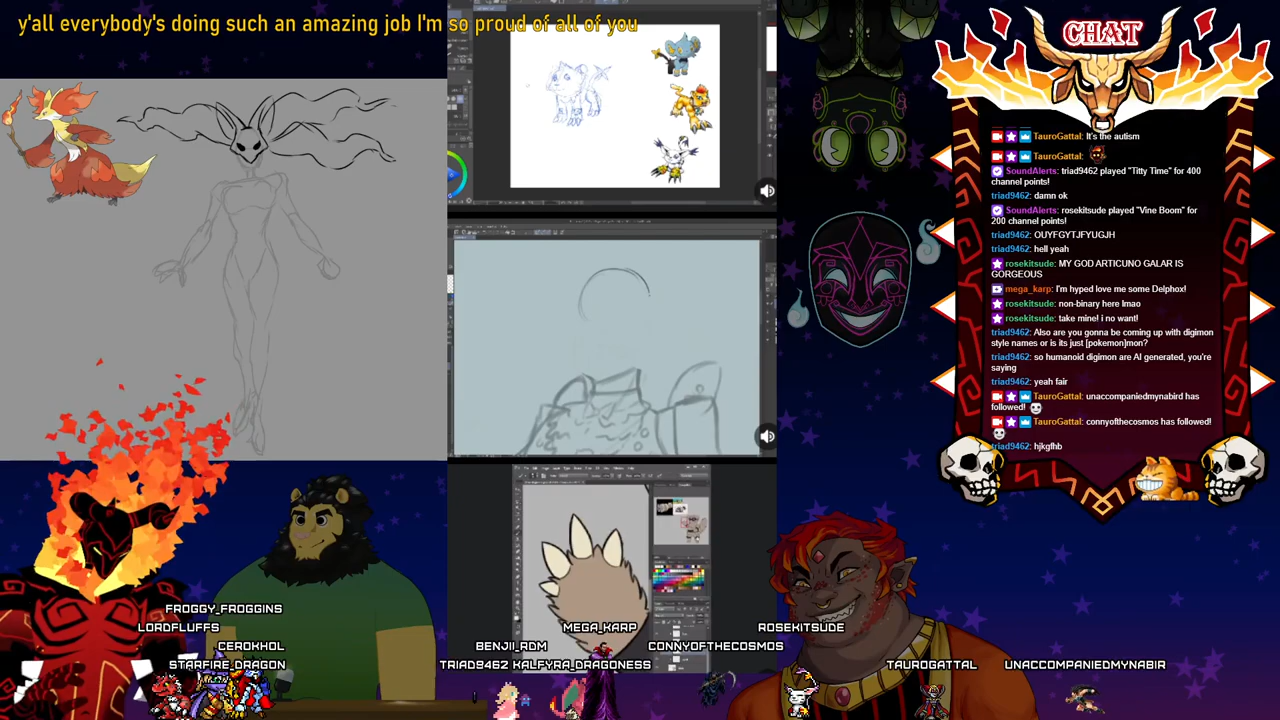 y'all everybody's doing such an amazing job I'm so proud of all of you
CHAT
TauroGattal: It's the autism
TauroGattal:
SoundAlerts: triad9462 played "Titty Time" for 400
channel points!
triad9462: damn ok
SoundAlerts: rosekitsude played "Vine Boom" for
200 channel points!
triad9462: OUYFGYTJFYUGJH
triad9462: hell yeah
rosekitsude: MY GOD ARTICUNO GALAR IS
GORGEOUS
mega_karp: I'm hyped love me some Delphox!
rosekitsude: non-binary here lmao
rosekitsude: take mine! i no want!
triad9462: Also are you gonna be coming up with digimon
style names or is its just [pokemon]mon?
triad9462: so humanoid digimon are AI generated, you're
saying
triad9462: yeah fair
TauroGattal: unaccompaniedmynabird has
followed!
TauroGattal: connyofthecosmos has followed!
triad9462: hjkgfhb
FROGGY_FROGGINS
LORDFLUFFS
MEGA_KARP
ROSEKITSUDE
CEROKHOL
BENJII_ADM
CONNYOFTHECOSMOS
STARFIRE_DRAGON
TRIAD9462 KALFYRA_DRAGONESS
TAUROGATTAL
UNACCOMPANIEDMYNABIR